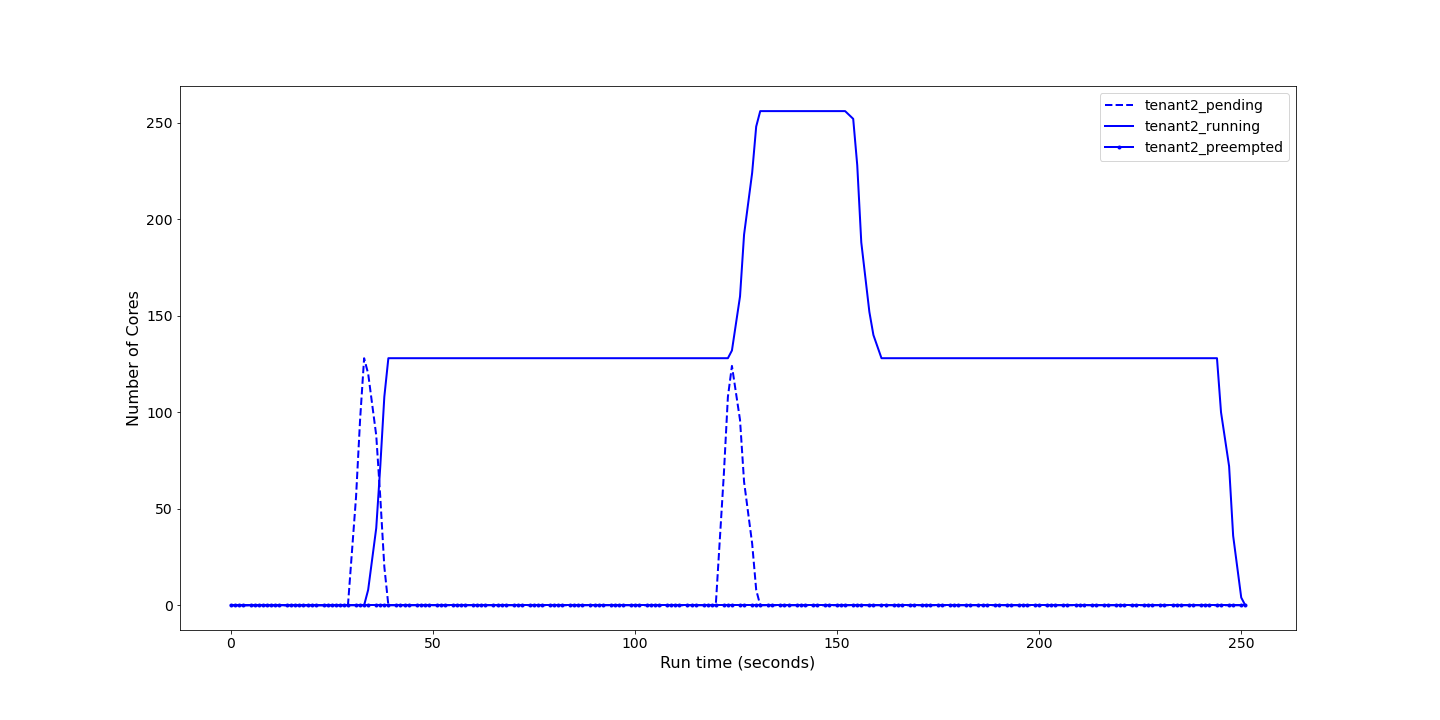 tenant2_pending
tenant2_running
tenant2_preempted
250
200
150
100
50
0
Number of Cores
0 50 100 150 200 250
Run time (seconds)